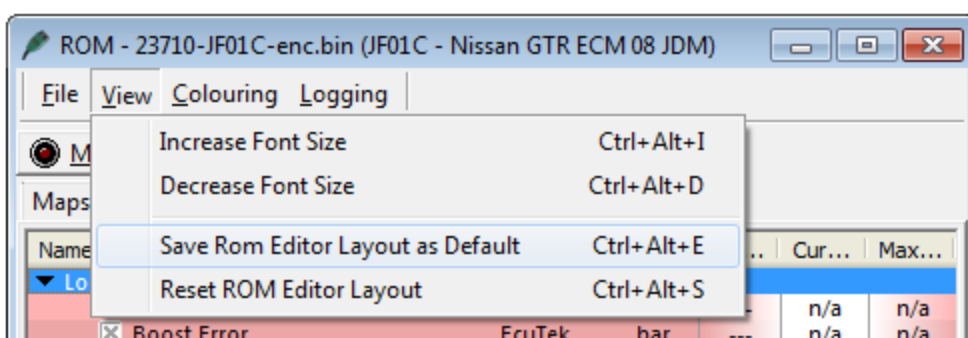 ROM - 23710-JF01C-enc.bin (JF01C - Nissan GTR ECM 08 JDM)
File View Colouring Logging
Increase Font Size Ctrl+Alt+I
M
Decrease Font Size Ctrl+Alt+D
Maps
Save Rom Editor Layout as Default Ctrl+Alt+E
Name .. Cur... Max...
Lo
Reset ROM Editor Layout Ctrl+Alt+S
n/a n/a
Boost Error EcuTek bar --- n/a n/a